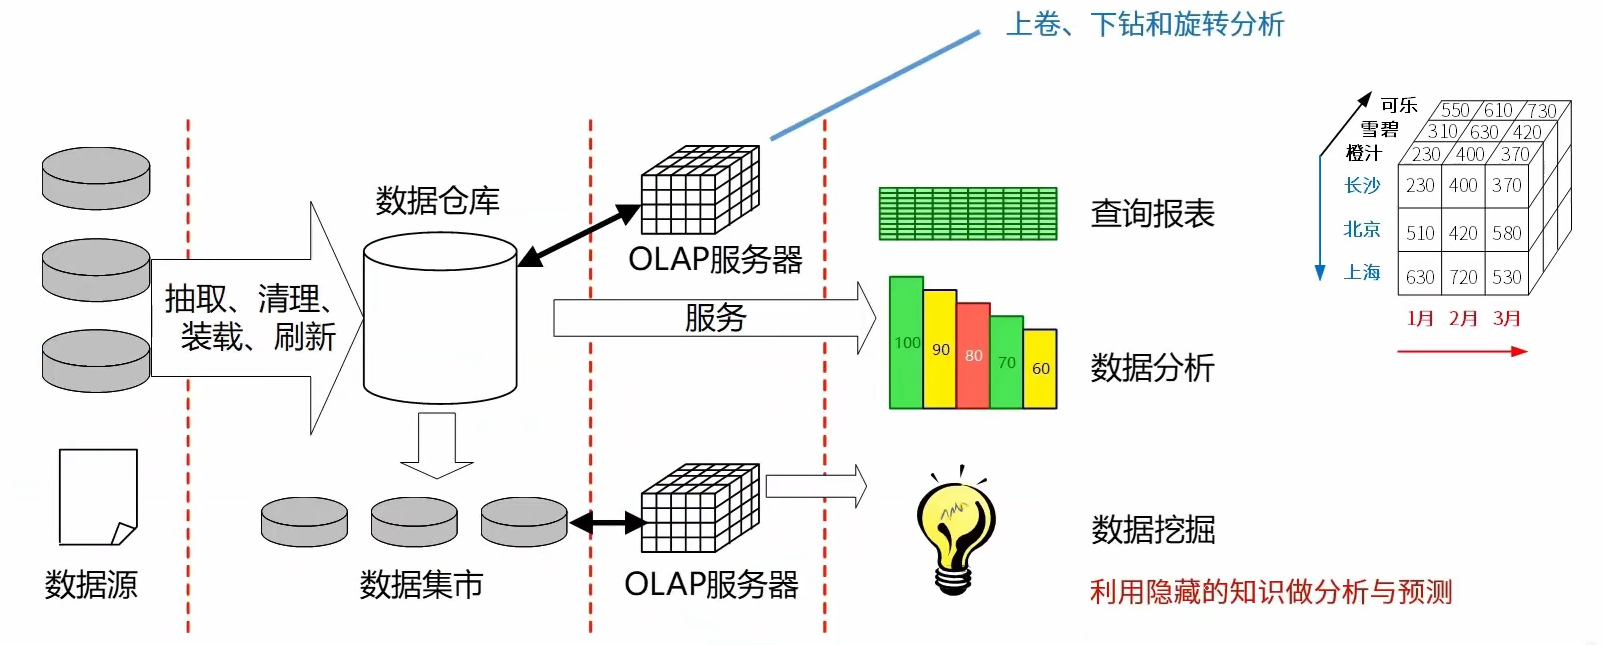 上卷、下钻和旋转分析
数据仓库
抽取、清理、
装载、刷新
OLAP服务器
服务
查询报表
100 90 80 70 60
数据分析
数据源
数据集市
OLAP服务器
数据挖掘
利用隐藏的知识做分析与预测
可乐 550 610 730
雪碧 310 630 420
橙汁 230 400 370
长沙 230 400 370
北京 510 420 580
上海 630 720 530
1月 2月 3月